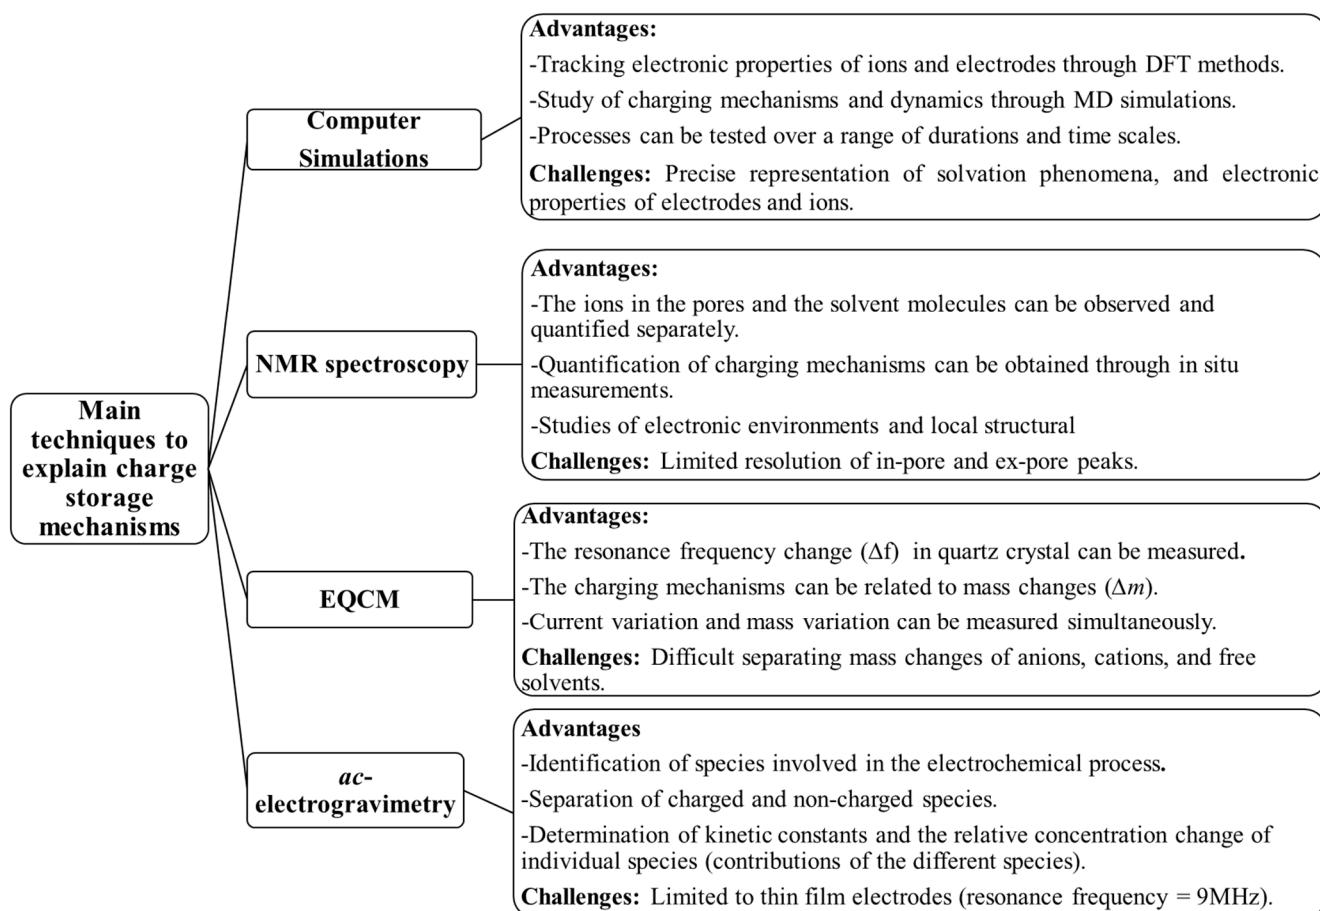 Main
techniques to
explain charge
storage
mechanisms
Computer
Simulations
Advantages:
-Tracking electronic properties of ions and electrodes through DFT methods.
-Study of charging mechanisms and dynamics through MD simulations.
-Processes can be tested over a range of durations and time scales.
Challenges: Precise representation of solvation phenomena, and electronic
properties of electrodes and ions.
NMR spectroscopy
Advantages:
-The ions in the pores and the solvent molecules can be observed and
quantified separately.
-Quantification of charging mechanisms can be obtained through in situ
measurements.
-Studies of electronic environments and local structural
Challenges: Limited resolution of in-pore and ex-pore peaks.
EQCM
Advantages:
-The resonance frequency change (Δf) in quartz crystal can be measured.
-The charging mechanisms can be related to mass changes (Δm).
-Current variation and mass variation can be measured simultaneously.
Challenges: Difficult separating mass changes of anions, cations, and free
solvents.
ac-
electrogravimetry
Advantages
-Identification of species involved in the electrochemical process.
-Separation of charged and non-charged species.
-Determination of kinetic constants and the relative concentration change of
individual species (contributions of the different species).
Challenges: Limited to thin film electrodes (resonance frequency = 9MHz).